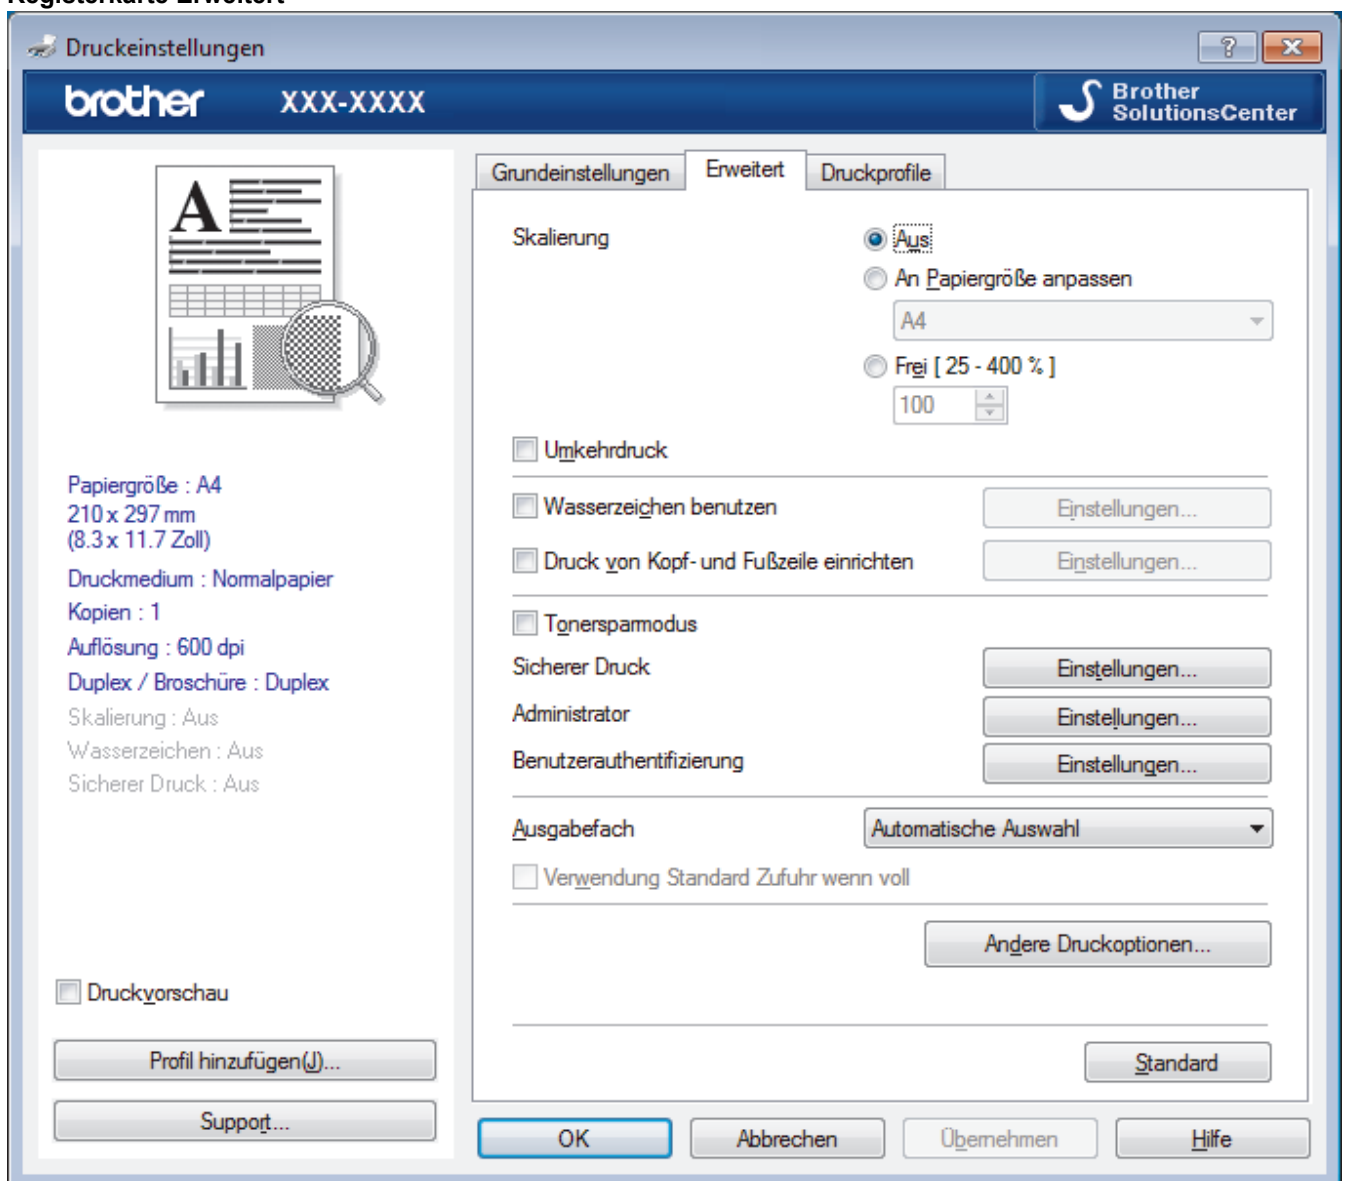 Registerkarte Erweitert
Druckeinstellungen
brother XXX-XXXX
Brother
SolutionsCenter
A
Papiergröße : A4
210 x 297 mm
(8.3 x 11.7 Zoll)
Druckmedium : Normalpapier
Kopien : 1
Auflösung : 600 dpi
Duplex / Broschüre : Duplex
Skalierung : Aus
Wasserzeichen : Aus
Sicherer Druck : Aus
Druckvorschau
Profil hinzufügen(J)...
Support...
Grundeinstellungen Erweitert Druckprofile
Skalierung Aus
An Papiergröße anpassen
A4
Frei [ 25 - 400 % ]
100
Umkehrdruck
Wasserzeichen benutzen Einstellungen...
Druck von Kopf- und Fußzeile einrichten Einstellungen...
Tonersparmodus
Sicherer Druck Einstellungen...
Administrator Einstellungen...
Benutzerauthentifizierung Einstellungen...
Ausgabefach Automatische Auswahl
Verwendung Standard Zufuhr wenn voll
Andere Druckoptionen...
Standard
OK Abbrechen Übernehmen Hilfe